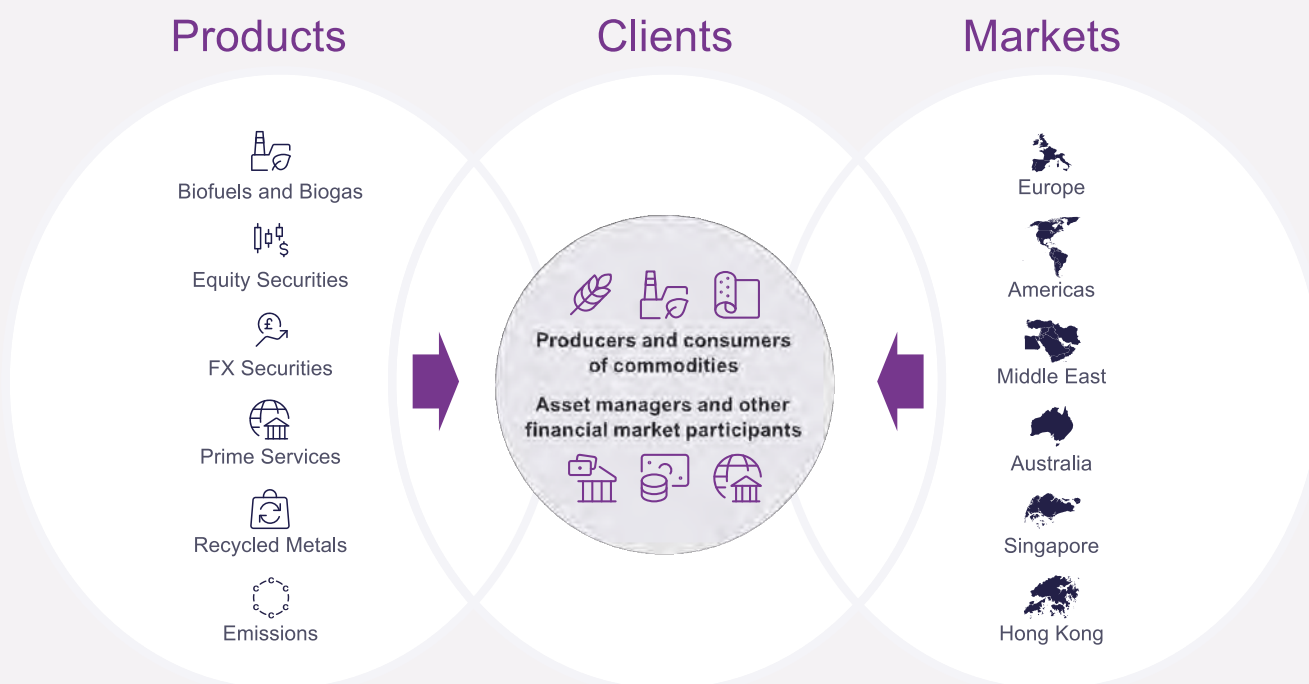 Products
Clients
Markets
Biofuels and Biogas
Equity Securities
FX Securities
Prime Services
Recycled Metals
Emissions
Producers and consumers
of commodities
Asset managers and other
financial market participants
Europe
Americas
Middle East
Australia
Singapore
Hong Kong